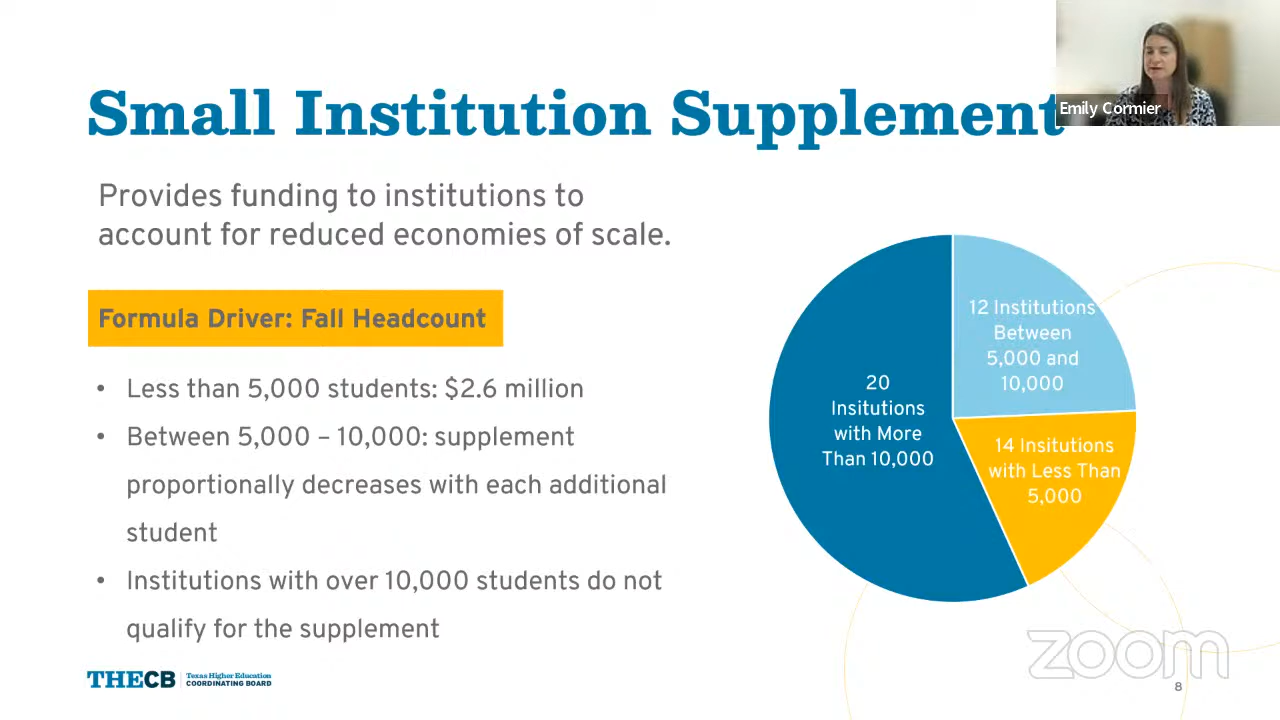 Small Institution Supplement
Emily Cormier
Provides funding to institutions to
account for reduced economies of scale.
Formula Driver: Fall Headcount
• Less than 5,000 students: $2.6 million
• Between 5,000 – 10,000: supplement
proportionally decreases with each additional
student
• Institutions with over 10,000 students do not
qualify for the supplement
12 Institutions
Between
5,000 and
10,000
20
Insitutions
with More
Than 10,000
14 Insitutions
with Less Than
5,000
THECB
Texas Higher Education
COORDINATING BOARD
zoom
8